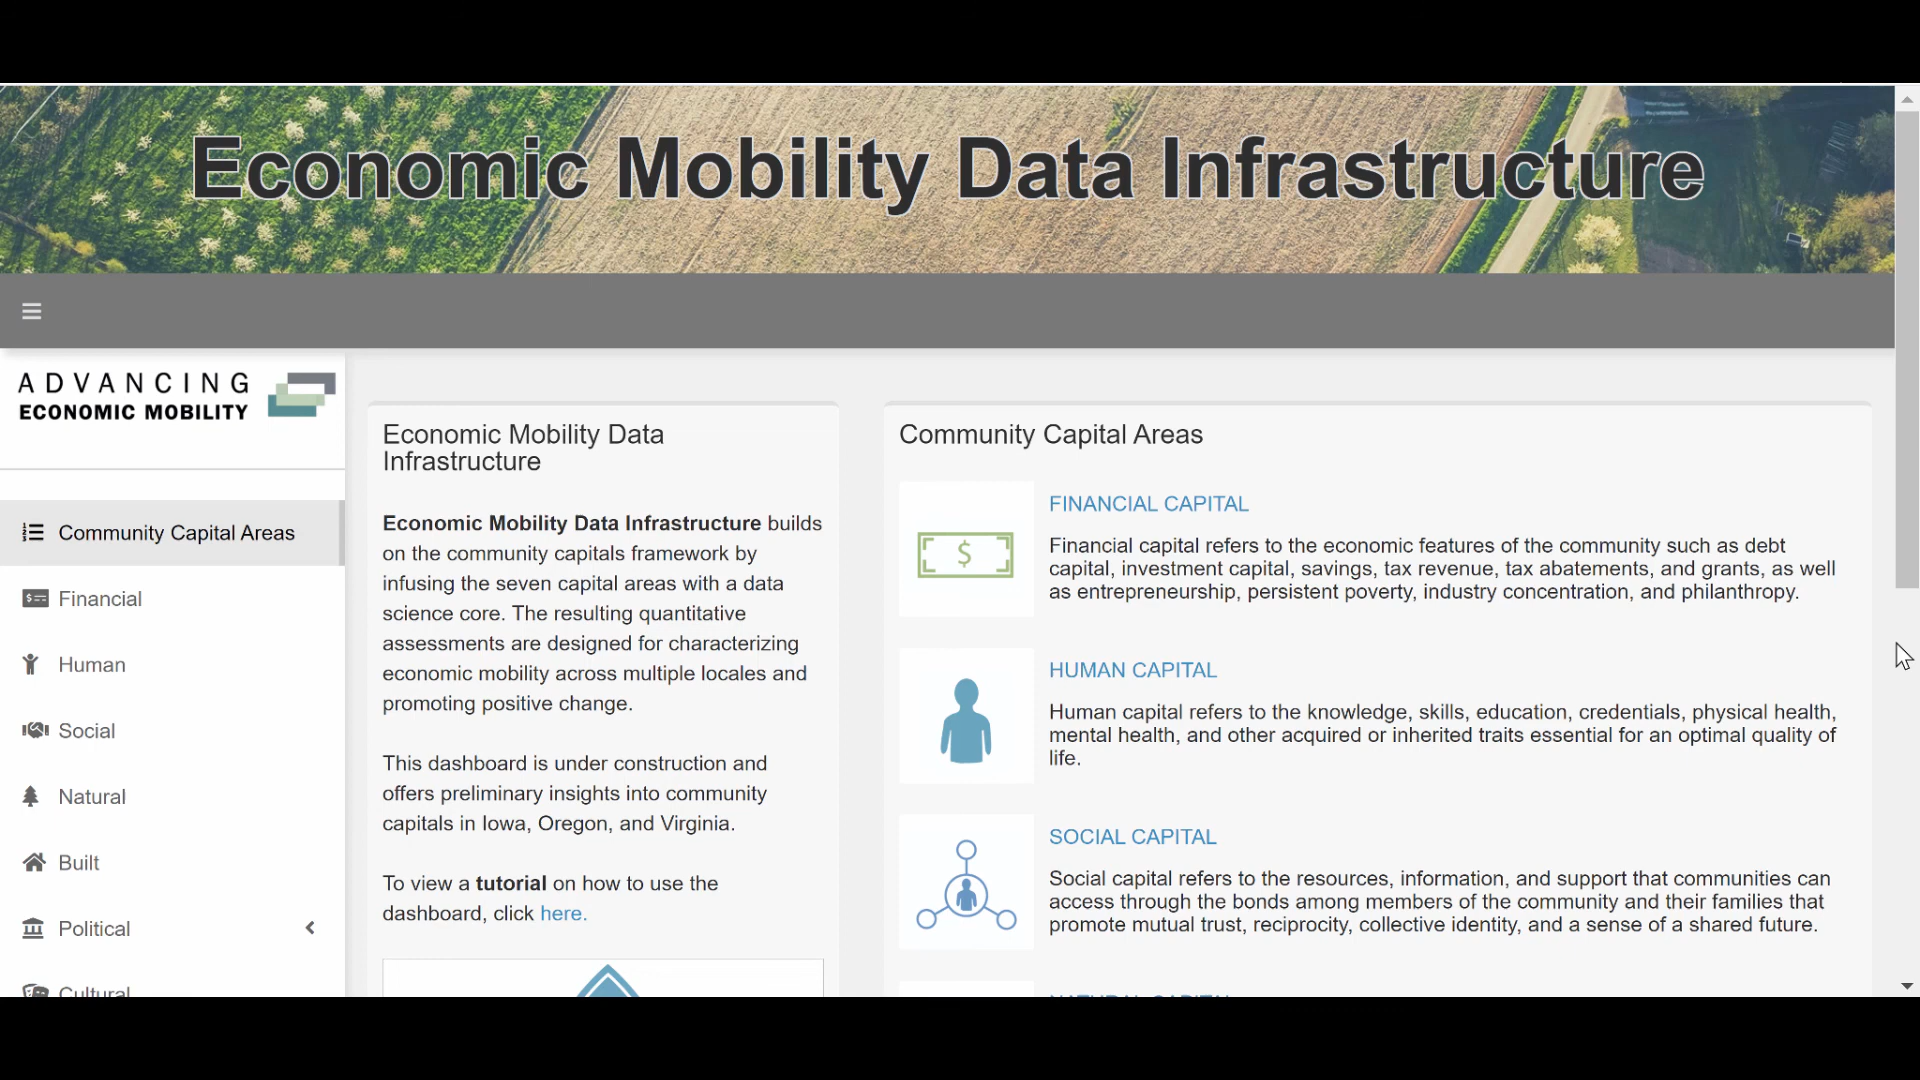 Economic Mobility Data Infrastructure
ADVANCING
ECONOMIC MOBILITY
Community Capital Areas
Financial
Human
Social
Natural
Built
Political
Cultural
Economic Mobility Data
Infrastructure
Economic Mobility Data Infrastructure builds
on the community capitals framework by
infusing the seven capital areas with a data
science core. The resulting quantitative
assessments are designed for characterizing
economic mobility across multiple locales and
promoting positive change.
This dashboard is under construction and
offers preliminary insights into community
capitals in Iowa, Oregon, and Virginia.
To view a tutorial on how to use the
dashboard, click here.
Community Capital Areas
$
FINANCIAL CAPITAL
Financial capital refers to the economic features of the community such as debt
capital, investment capital, savings, tax revenue, tax abatements, and grants, as well
as entrepreneurship, persistent poverty, industry concentration, and philanthropy.
HUMAN CAPITAL
Human capital refers to the knowledge, skills, education, credentials, physical health,
mental health, and other acquired or inherited traits essential for an optimal quality of
life.
SOCIAL CAPITAL
Social capital refers to the resources, information, and support that communities can
access through the bonds among members of the community and their families that
promote mutual trust, reciprocity, collective identity, and a sense of a shared future.
NATURAL CAPITAL